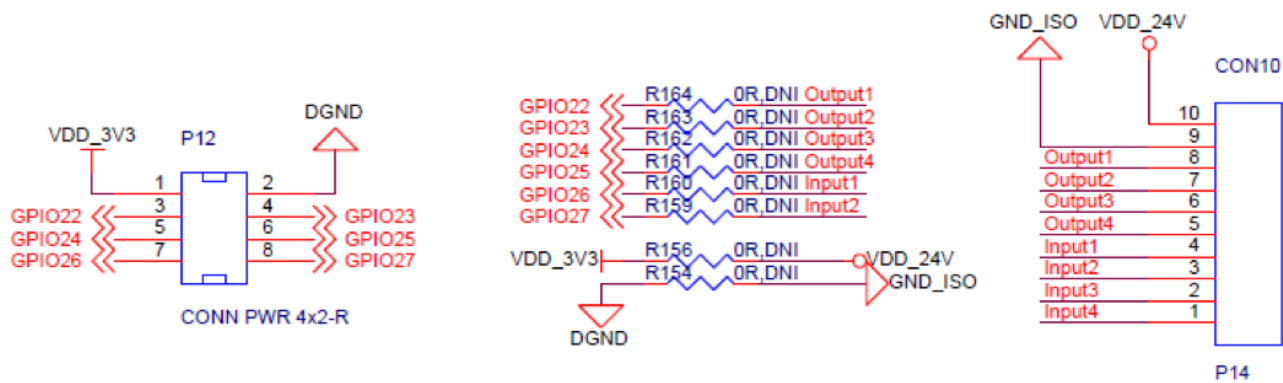 VDD_3V3
P12
DGND
1
2
GPIO22
3
4
GPIO23
GPIO24
5
6
GPIO25
GPIO26
7
8
GPIO27
CONN PWR 4x2-R
GPIO22 R164 0R,DNI Output1
GPIO23 R163 0R,DNI Output2
GPIO24 R162 0R,DNI Output3
GPIO25 R161 0R,DNI Output4
GPIO26 R160 0R,DNI Input1
GPIO27 R159 0R,DNI Input2
VDD_3V3 R156 0R,DNI VDD_24V
R154 0R,DNI GND_ISO
DGND
GND_ISO
VDD_24V
CON10
10
9
Output1 8
Output2 7
Output3 6
Output4 5
Input1 4
Input2 3
Input3 2
Input4 1
P14